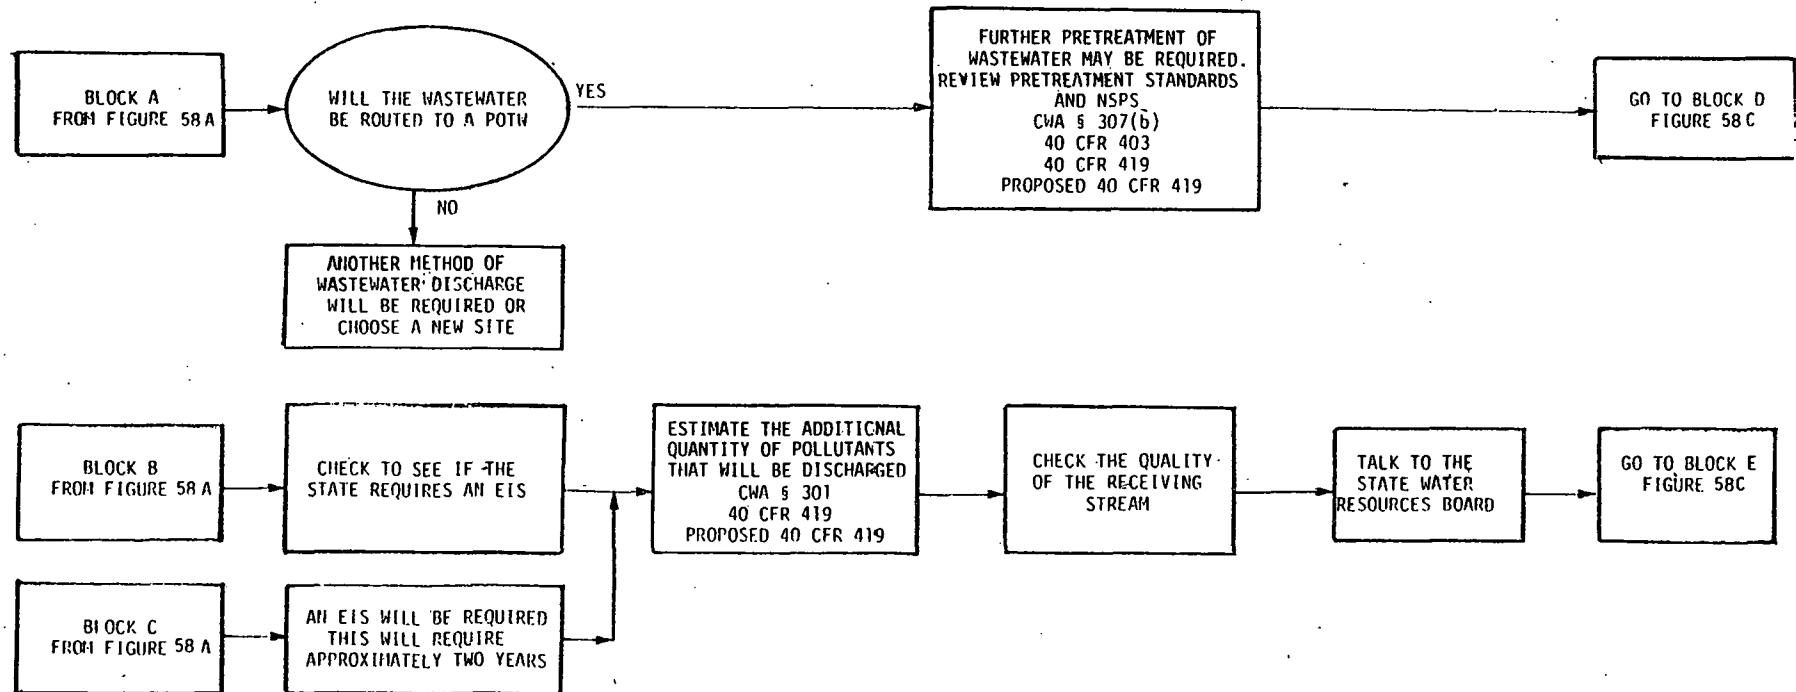 BLOCK A
FROM FIGURE 58A
WILL THE WASTEWATER
BE ROUTED TO A POTW
YES
FURTHER PRETREATMENT OF
WASTEWATER MAY BE REQUIRED.
REVIEW PRETREATMENT STANDARDS
AND NSPS
CWA § 307(b)
40 CFR 403
40 CFR 419
PROPOSED 40 CFR 419
GO TO BLOCK D
FIGURE 58C
NO
ANOTHER METHOD OF
WASTEWATER DISCHARGE
WILL BE REQUIRED OR
CHOOSE A NEW SITE
BLOCK B
FROM FIGURE 58A
CHECK TO SEE IF THE
STATE REQUIRES AN EIS
ESTIMATE THE ADDITIONAL
QUANTITY OF POLLUTANTS
THAT WILL BE DISCHARGED
CWA § 301
40 CFR 419
PROPOSED 40 CFR 419
CHECK THE QUALITY
OF THE RECEIVING
STREAM
TALK TO THE
STATE WATER
RESOURCES BOARD
GO TO BLOCK E
FIGURE 58C
BLOCK C
FROM FIGURE 58A
AN EIS WILL BE REQUIRED
THIS WILL REQUIRE
APPROXIMATELY TWO YEARS